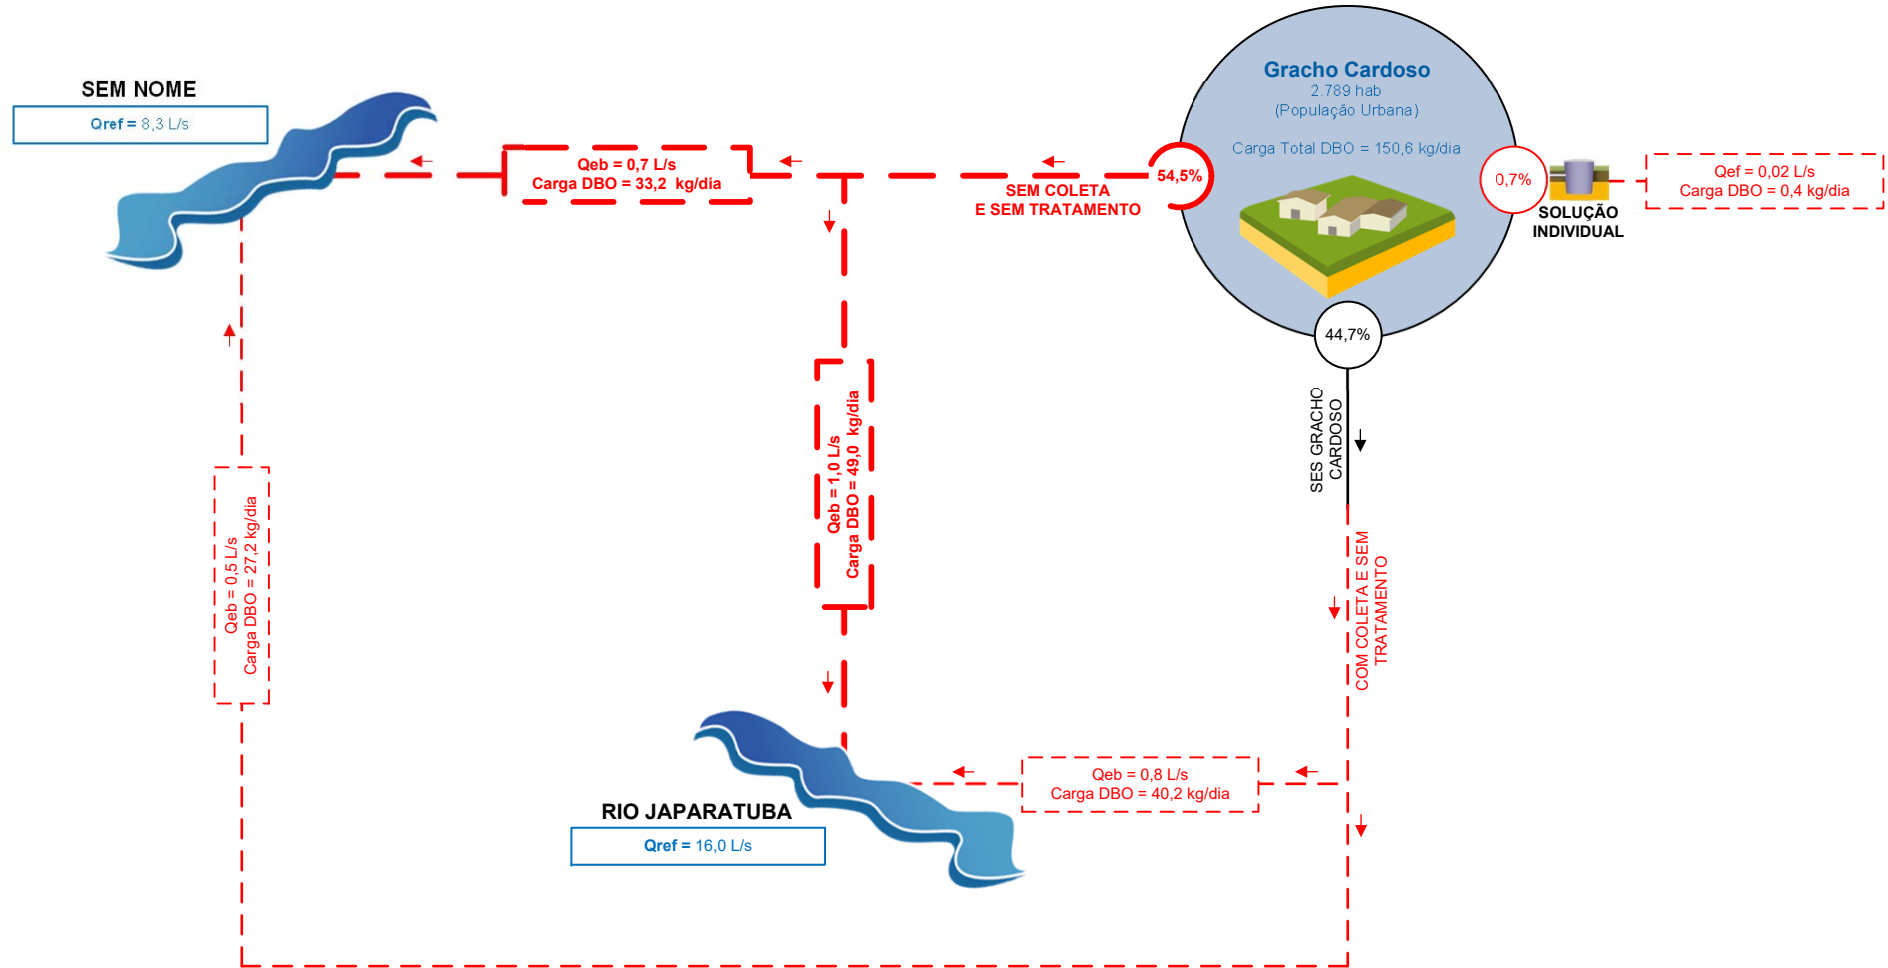 SEM NOME
Qref = 8,3 L/s
Qeb = 0,7 L/s
Carga DBO = 33,2 kg/dia
SEM COLETA
E SEM TRATAMENTO
54,5%
Gracho Cardoso
2.789 hab
(População Urbana)
Carga Total DBO = 150,6 kg/dia
0,7%
SOLUÇÃO
INDIVIDUAL
Qef = 0,02 L/s
Carga DBO = 0,4 kg/dia
44,7%
SES GRACHO
CARDOSO
COM COLETA E SEM
TRATAMENTO
Qeb = 1,0 L/s
Carga DBO = 49,0 kg/dia
Qeb = 0,5 L/s
Carga DBO = 27,2 kg/dia
Qeb = 0,8 L/s
Carga DBO = 40,2 kg/dia
RIO JAPARATUBA
Qref = 16,0 L/s